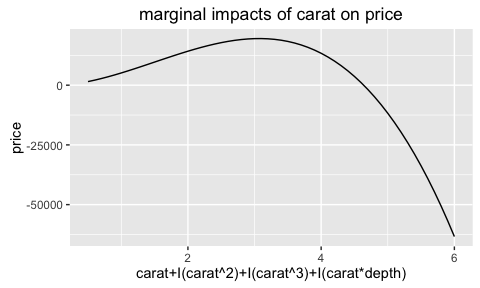 marginal impacts of carat on price
0
-25000
-50000
price
2
4
6
carat+I(carat^2)+I(carat^3)+I(carat*depth)